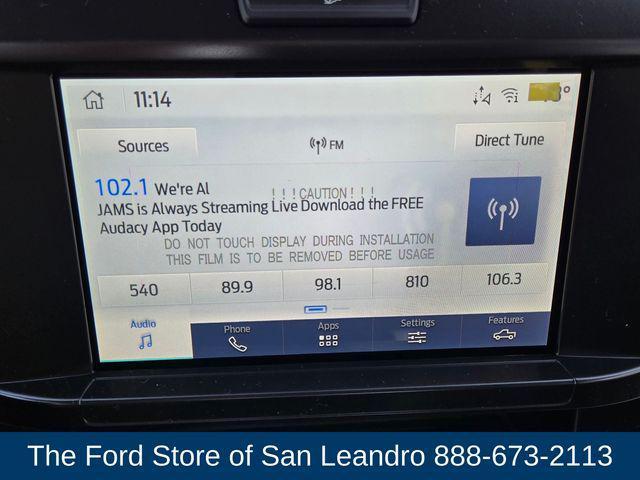 11:14
Sources
FM
Direct Tune
102.1 We're Al
! ! ! CAUTION ! ! !
JAMS is Always Streaming Live Download the FREE
Audacy App Today
DO NOT TOUCH DISPLAY DURING INSTALLATION
THIS FILM IS TO BE REMOVED BEFORE USAGE
540 89.9 98.1 810 106.3
Audio Phone Apps Settings Features
The Ford Store of San Leandro 888-673-2113